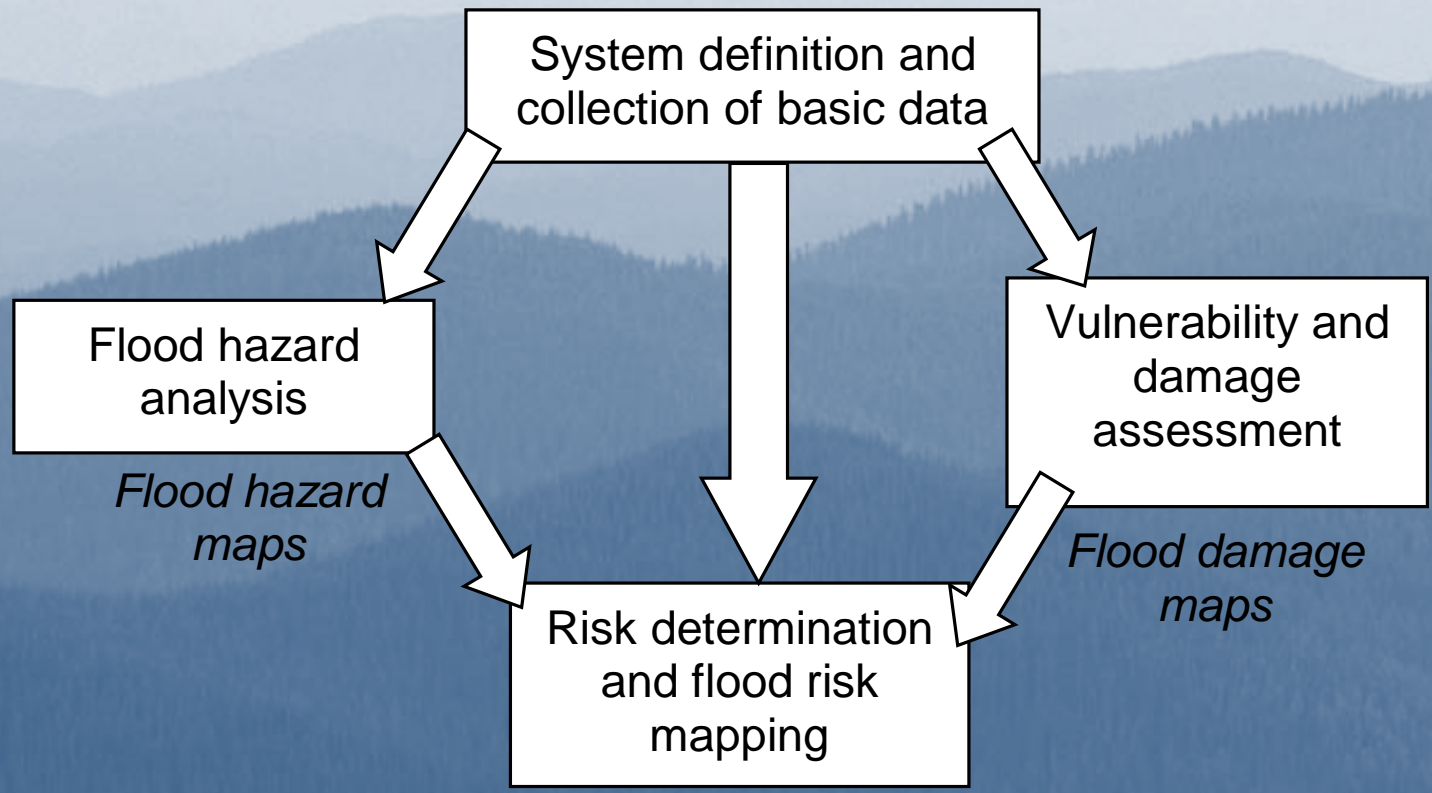 System definition and
collection of basic data
Flood hazard
analysis
Flood hazard
maps
Vulnerability and
damage
assessment
Flood damage
maps
Risk determination
and flood risk
mapping